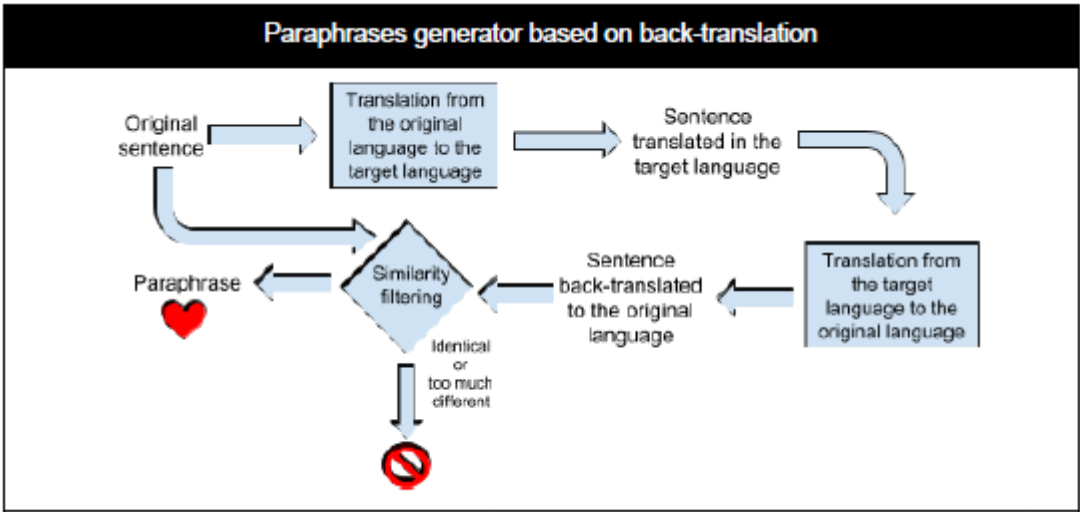 Paraphrases generator based on back-translation
Original
sentence
Translation from
the original
language to the
target language
Sentence
translated in the
target language
Translation from
the target
language to the
original language
Sentence
back-translated
to the original
language
Similarity
filtering
Paraphrase
Identical
or
too much
different